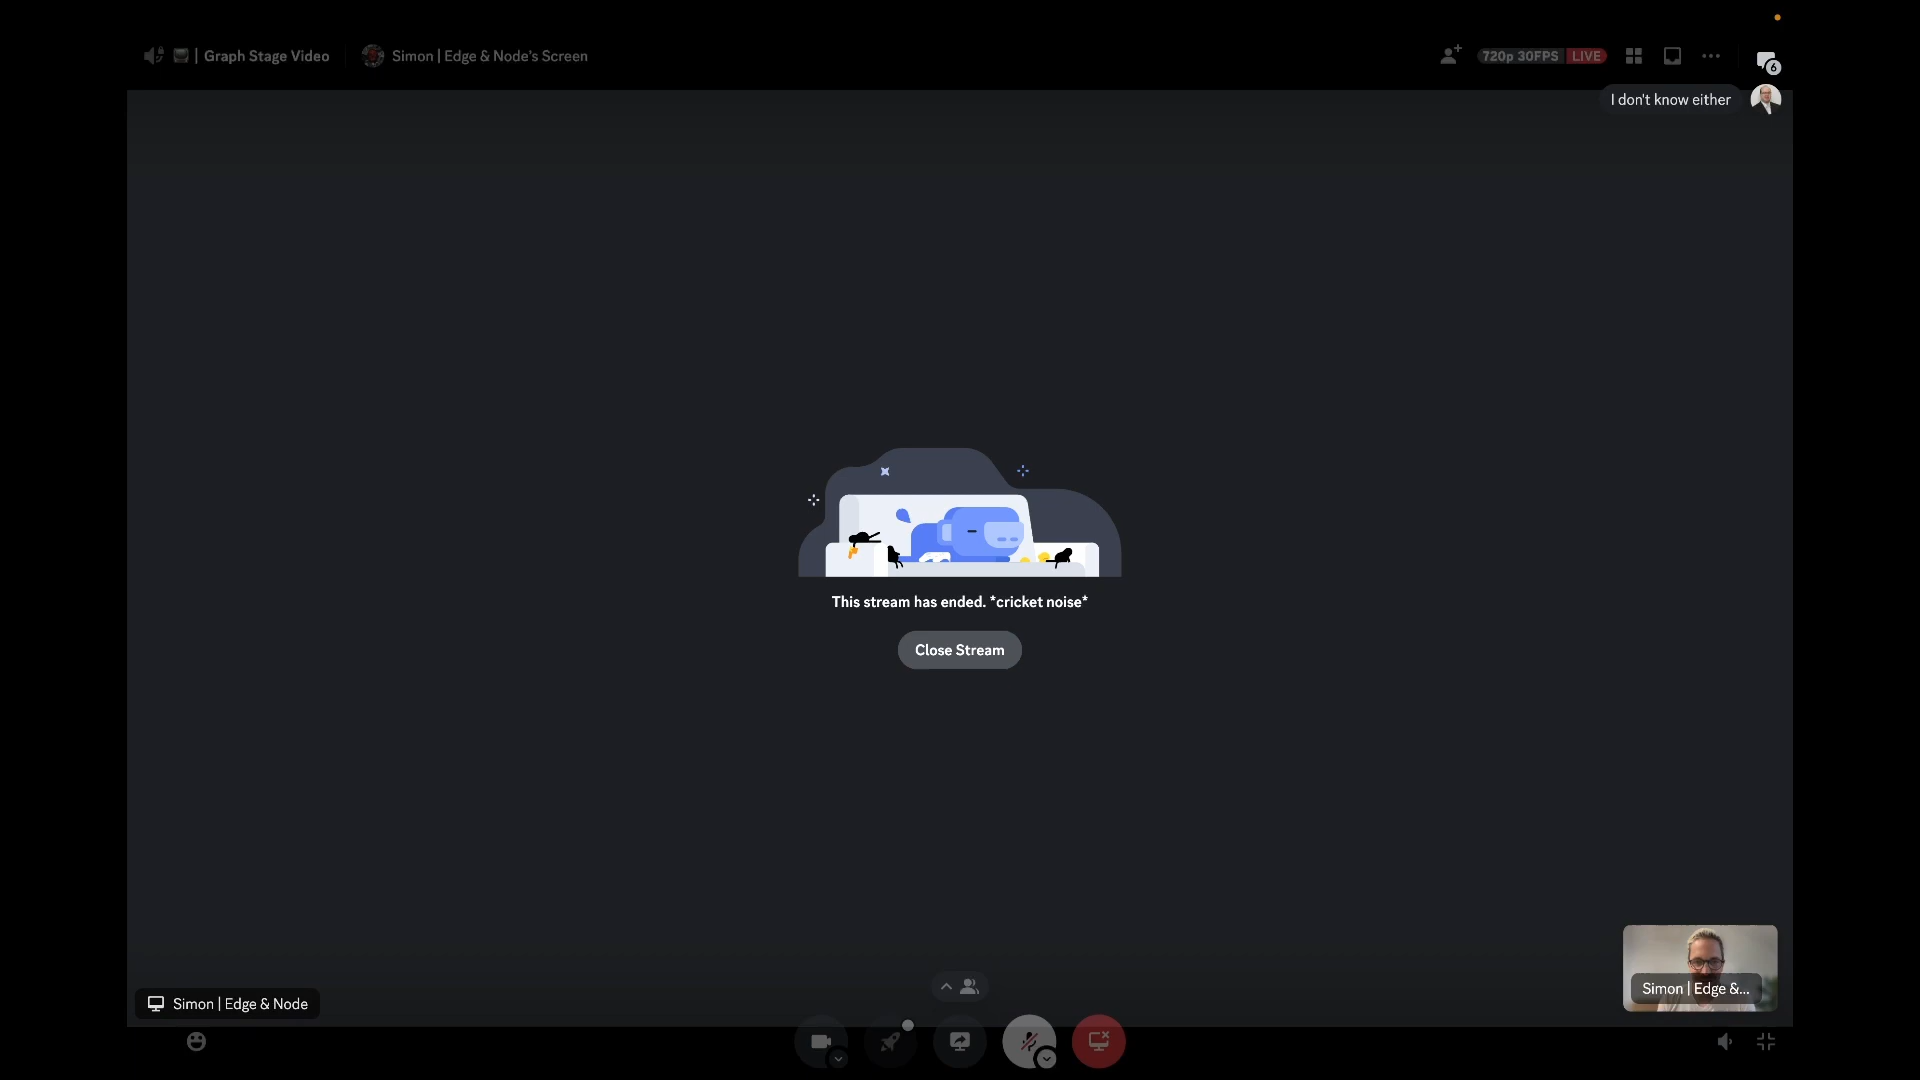 | Graph Stage Video
Simon | Edge & Node's Screen
720p 30FPS LIVE
6
I don't know either
This stream has ended. *cricket noise*
Close Stream
Simon | Edge &...
Simon | Edge & Node